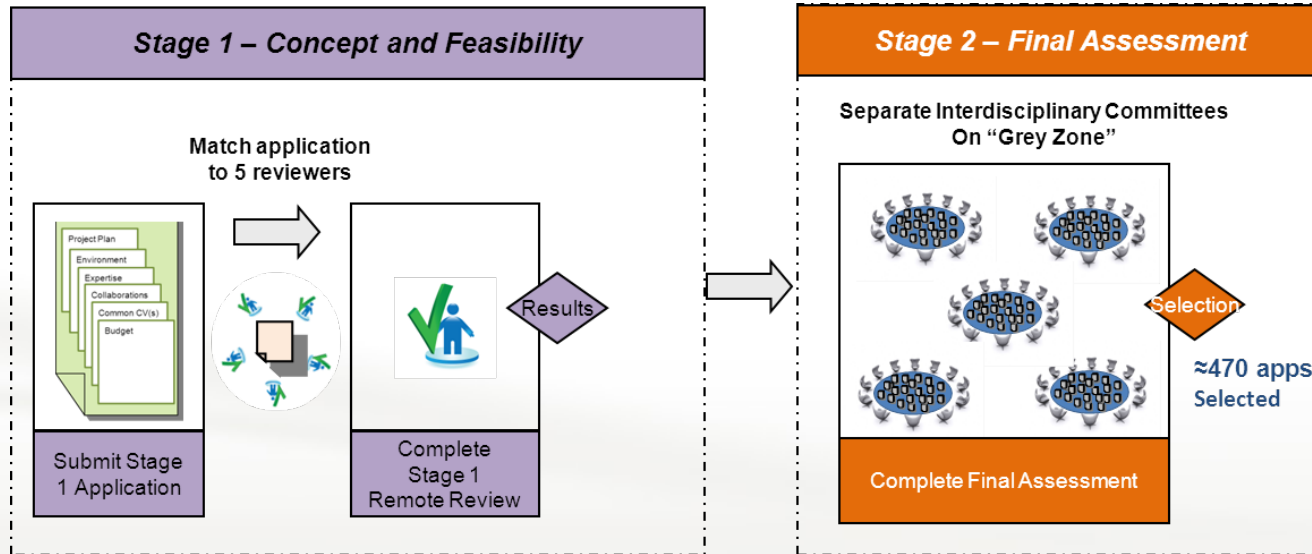 Stage 1 – Concept and Feasibility
Match application
to 5 reviewers
Project Plan
Environment
Expertise
Collaborations
Common CV(s)
Budget
Submit Stage
1 Application
Results
Complete
Stage 1
Remote Review
Stage 2 – Final Assessment
Separate Interdisciplinary Committees
On “Grey Zone”
Selection
≈470 apps
Selected
Complete Final Assessment